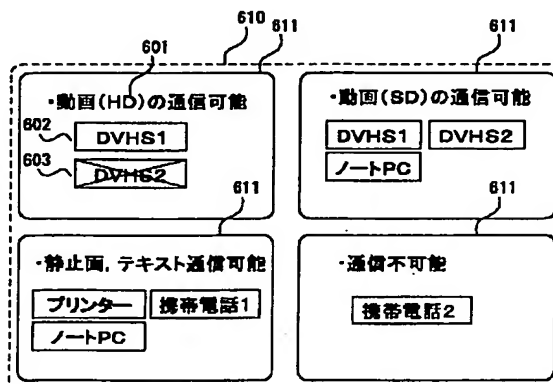 601
610
611
611
・動画(HD)の通信可能
602
DVHS1
603
DVHS2
・動画(SD)の通信可能
DVHS1 DVHS2
ノートPC
611
611
・静止画，テキスト通信可能
プリンター 携帯電話1
ノートPC
・通信不可能
携帯電話2